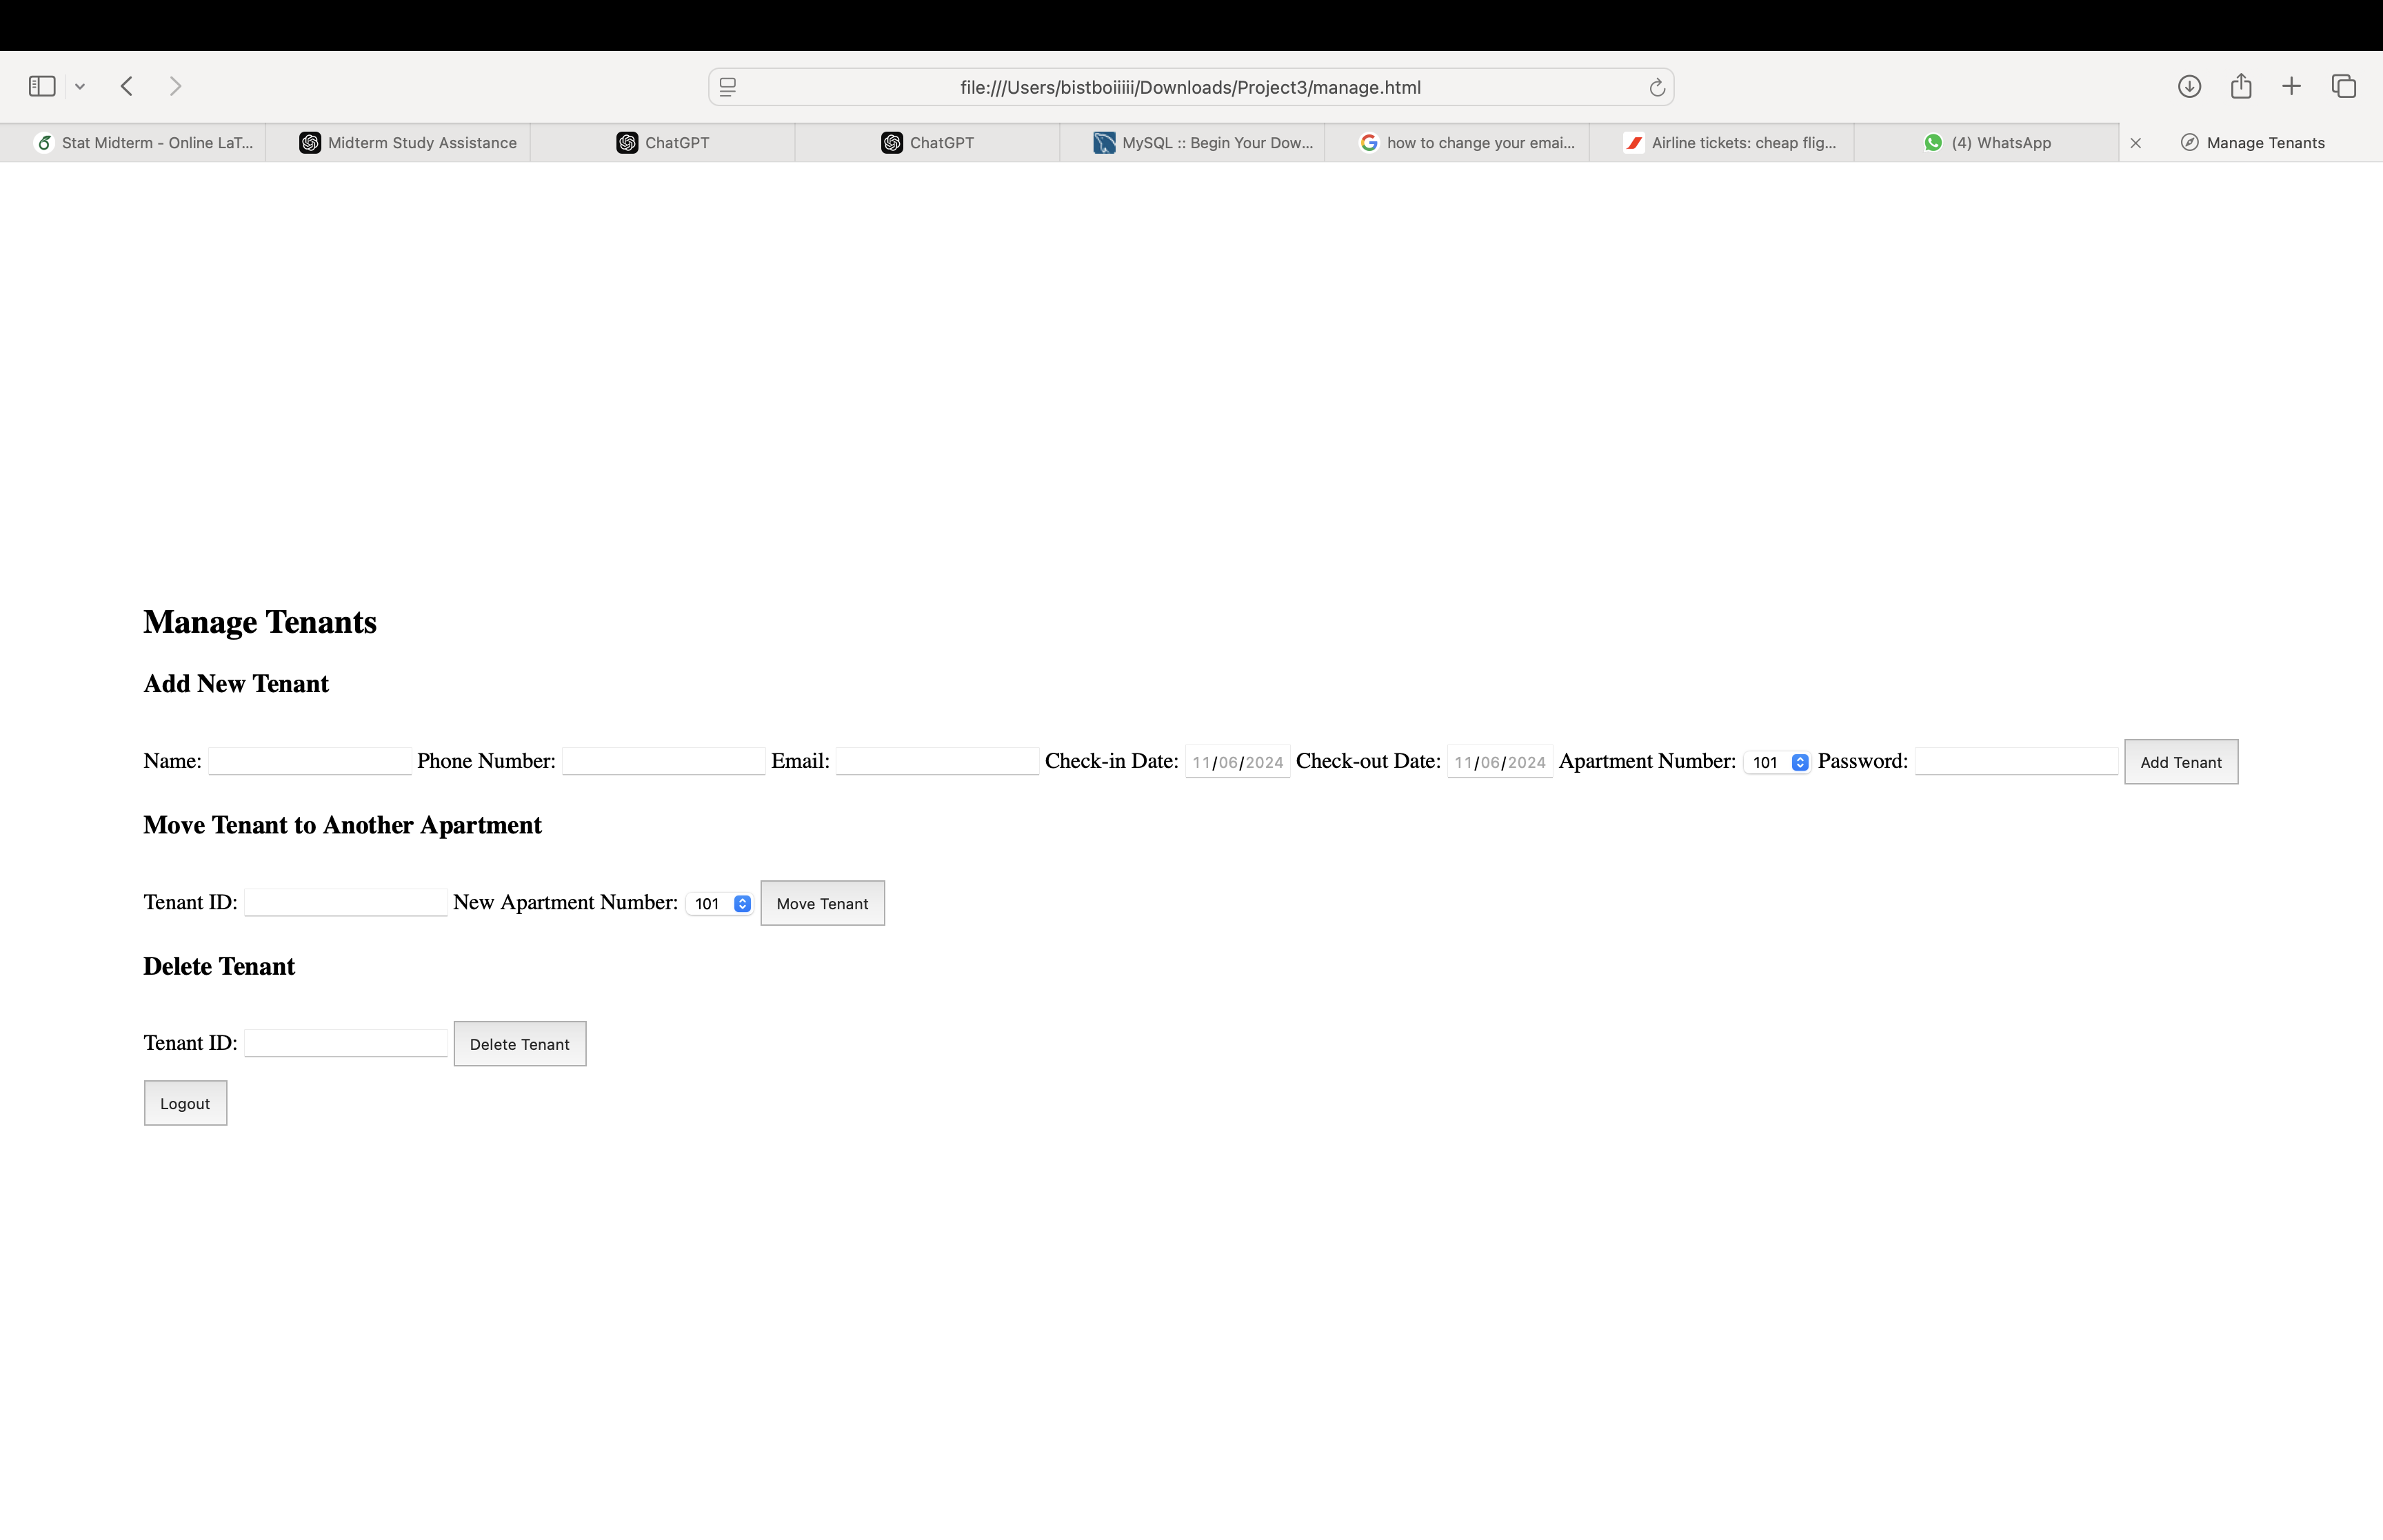 file:///Users/bistboiiiii/Downloads/Project3/manage.html
Stat Midterm - Online LaT... Midterm Study Assistance ChatGPT ChatGPT MySQL :: Begin Your Dow... how to change your emai... Airline tickets: cheap flig... (4) WhatsApp Manage Tenants
Manage Tenants
Add New Tenant
Name: Phone Number: Email: Check-in Date: 11/06/2024 Check-out Date: 11/06/2024 Apartment Number: 101 Password: Add Tenant
Move Tenant to Another Apartment
Tenant ID: New Apartment Number: 101 Move Tenant
Delete Tenant
Tenant ID: Delete Tenant
Logout